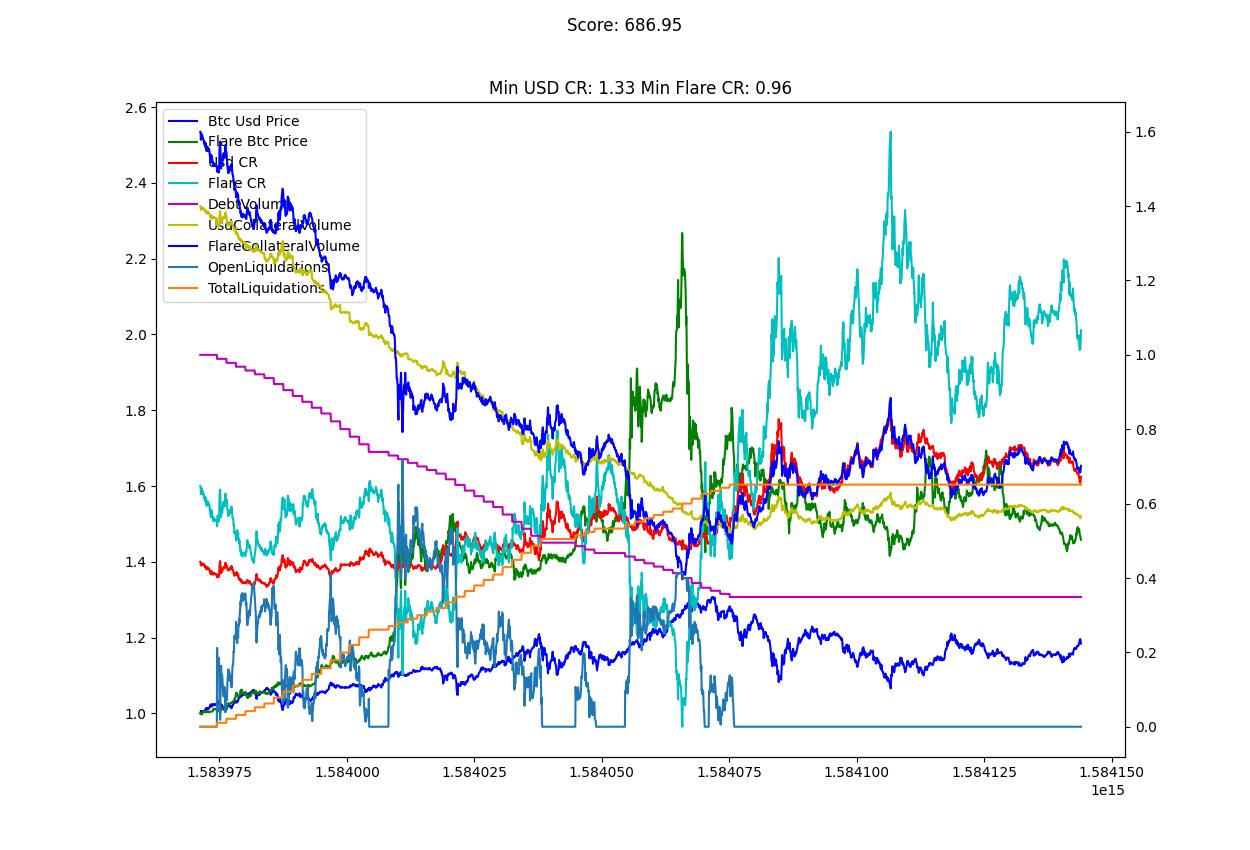 Score: 686.95
Min USD CR: 1.33 Min Flare CR: 0.96
Btc Usd Price
Flare Btc Price
Usd CR
Flare CR
DebtVolume
UsdCollateralVolume
FlareCollateralVolume
OpenLiquidations
TotalLiquidations
2.6
2.4
2.2
2.0
1.8
1.6
1.4
1.2
1.0
1.6
1.4
1.2
1.0
0.8
0.6
0.4
0.2
0.0
1.583975 1.584000 1.584025 1.584050 1.584075 1.584100 1.584125 1.584150
1e15